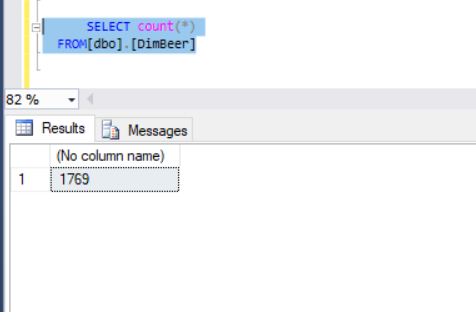 SELECT count(*)
FROM[dbo].[DimBeer]
82 %
Results Messages
(No column name)
1 1769